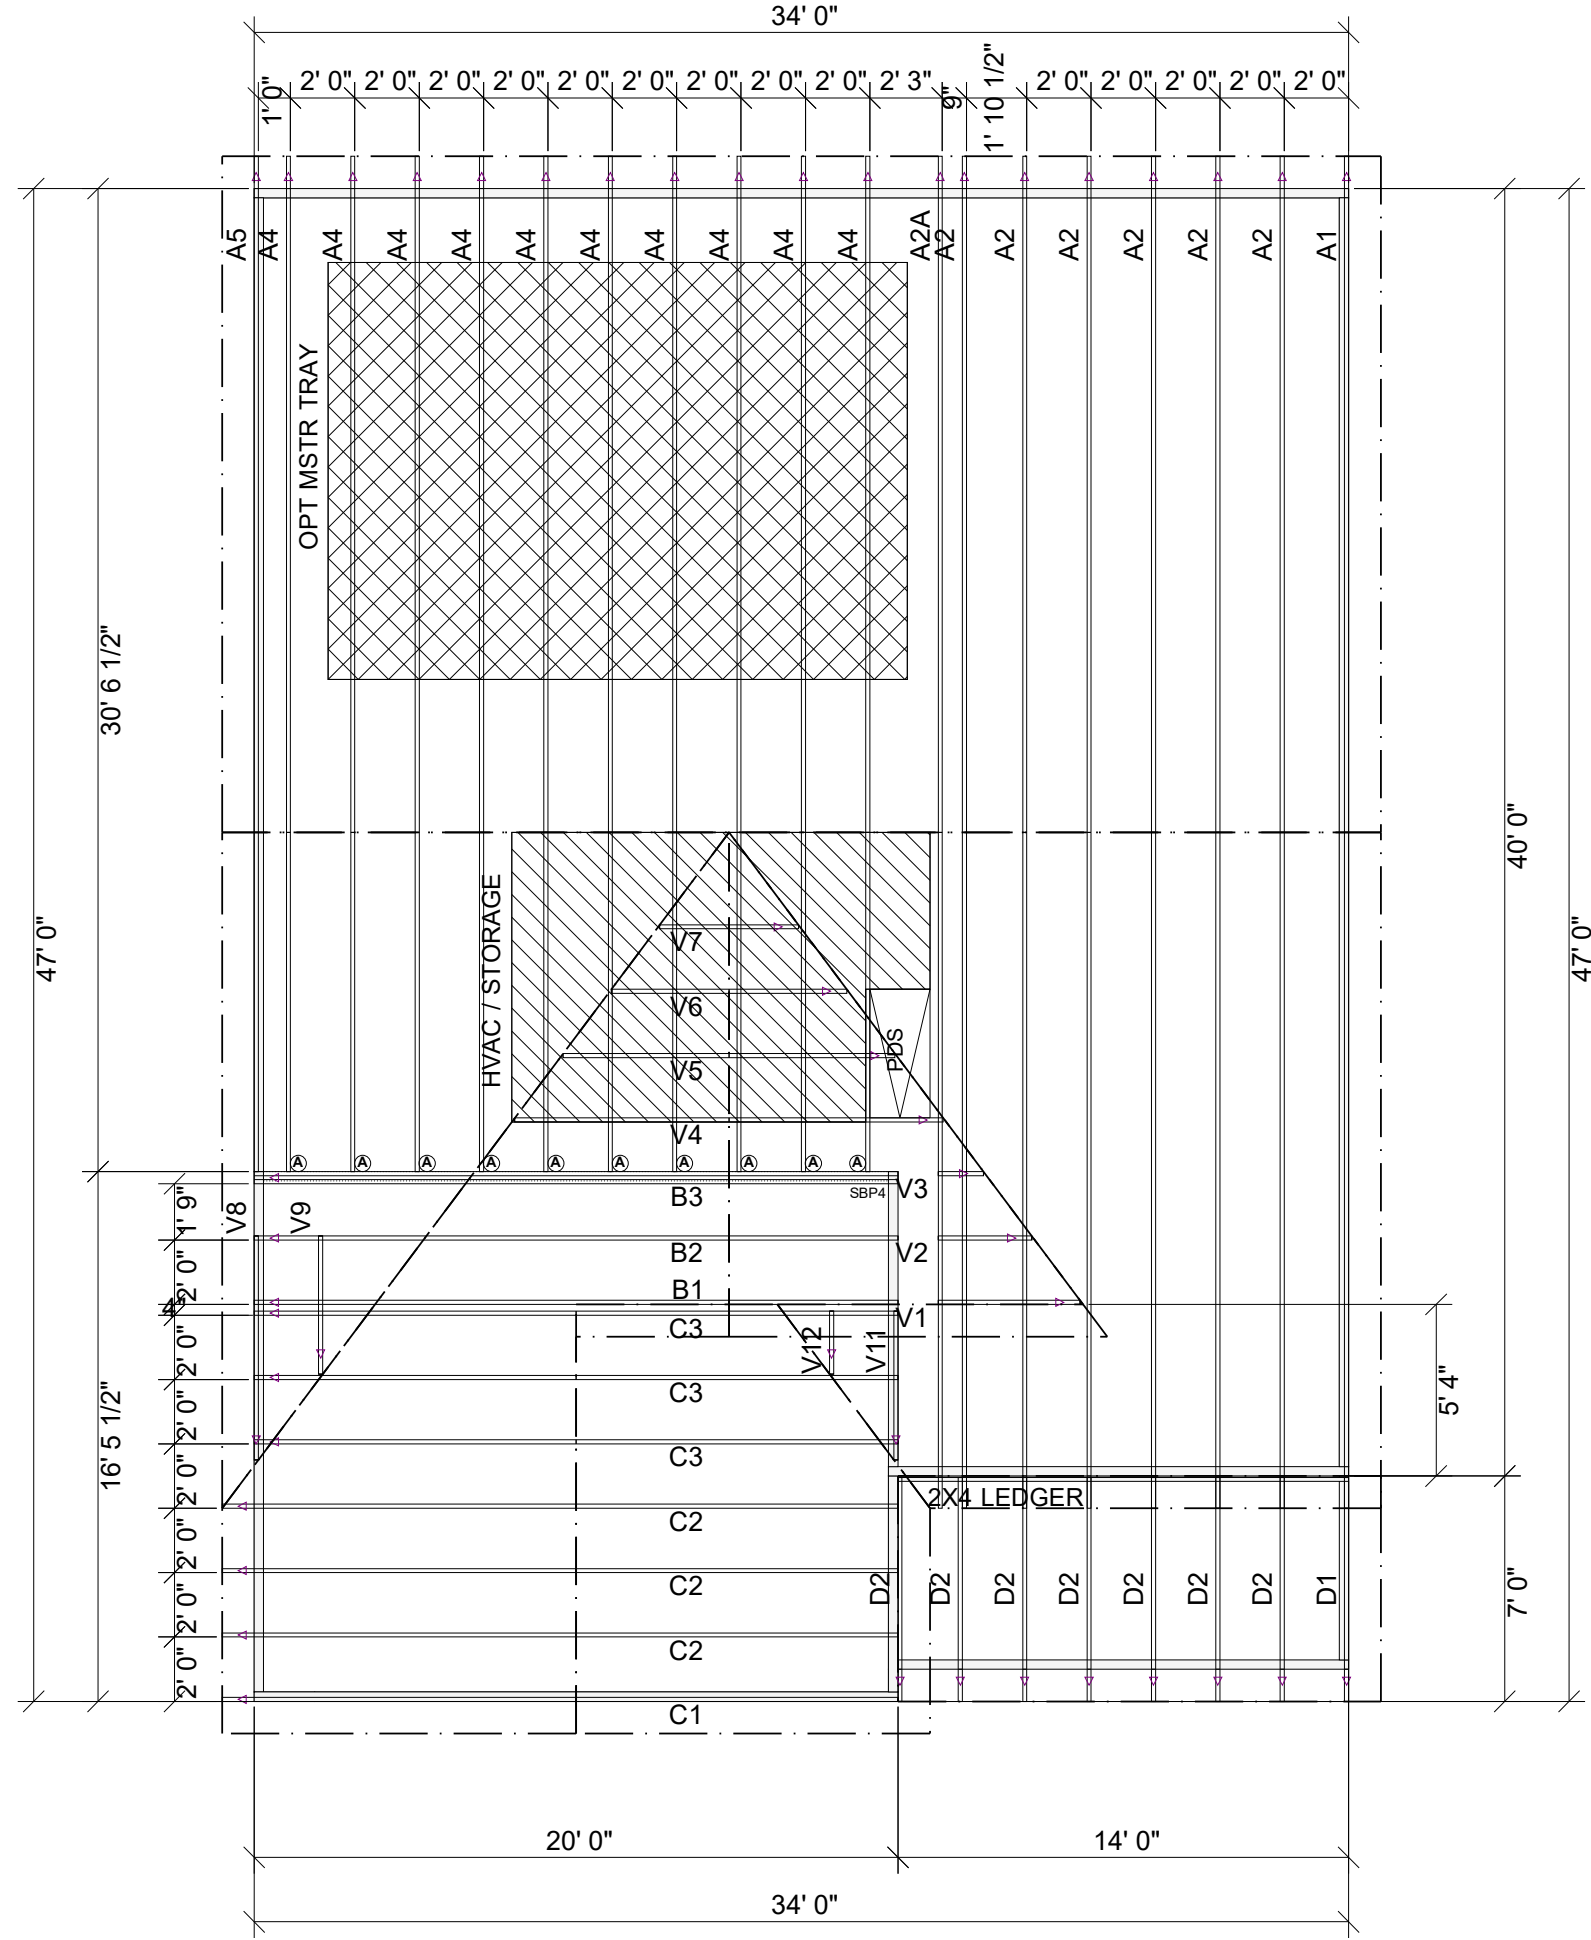 34' 0"
1' 0"
2' 0"
2' 0"
2' 0"
2' 0"
2' 0"
2' 0"
2' 0"
2' 0"
2' 0"
2' 3"
9"
1' 10 1/2"
2' 0"
2' 0"
2' 0"
2' 0"
2' 0"
A5
A4
A4
A4
A4
A4
A4
A4
A4
A4
A4
A2A
A2
A2
A2
A2
A2
A2
A1
OPT MSTR TRAY
30' 6 1/2"
47' 0"
40' 0"
47' 0"
HVAC / STORAGE
V7
V6
PDS
V5
V4
A
A
A
A
A
A
A
A
A
A
B3
SBP4
V3
V8
V9
1' 9"
B2
V2
2' 0"
B1
4"
V1
C3
V12
V11
2' 0"
C3
5' 4"
16' 5 1/2"
2' 0"
C3
2' 0"
2X4 LEDGER
C2
2' 0"
C2
D2
D2
D2
D2
D2
D2
D2
D1
7' 0"
2' 0"
C2
2' 0"
C1
20' 0"
14' 0"
34' 0"